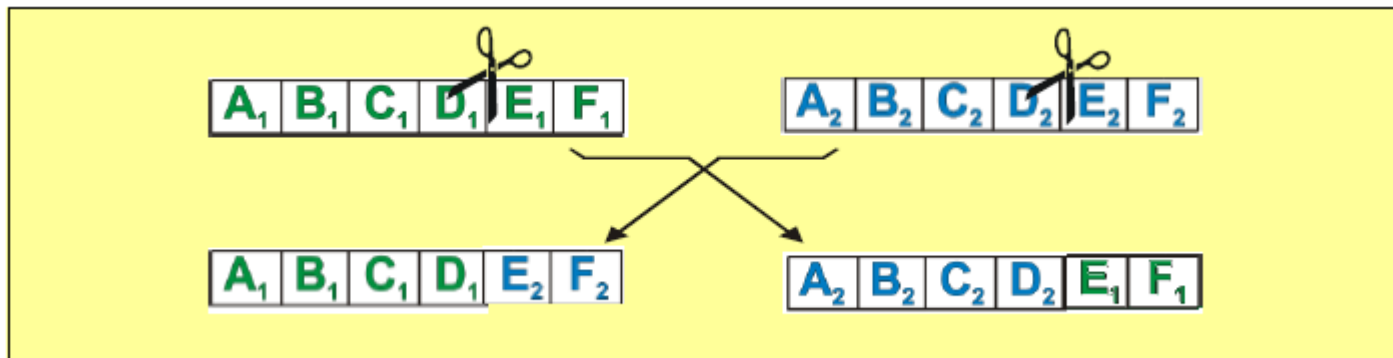 A₁ B₁ C₁ D₁ E₁ F₁ A₂ B₂ C₂ D₂ E₂ F₂
A₁ B₁ C₁ D₁ E₂ F₂ A₂ B₂ C₂ D₂ E₁ F₁